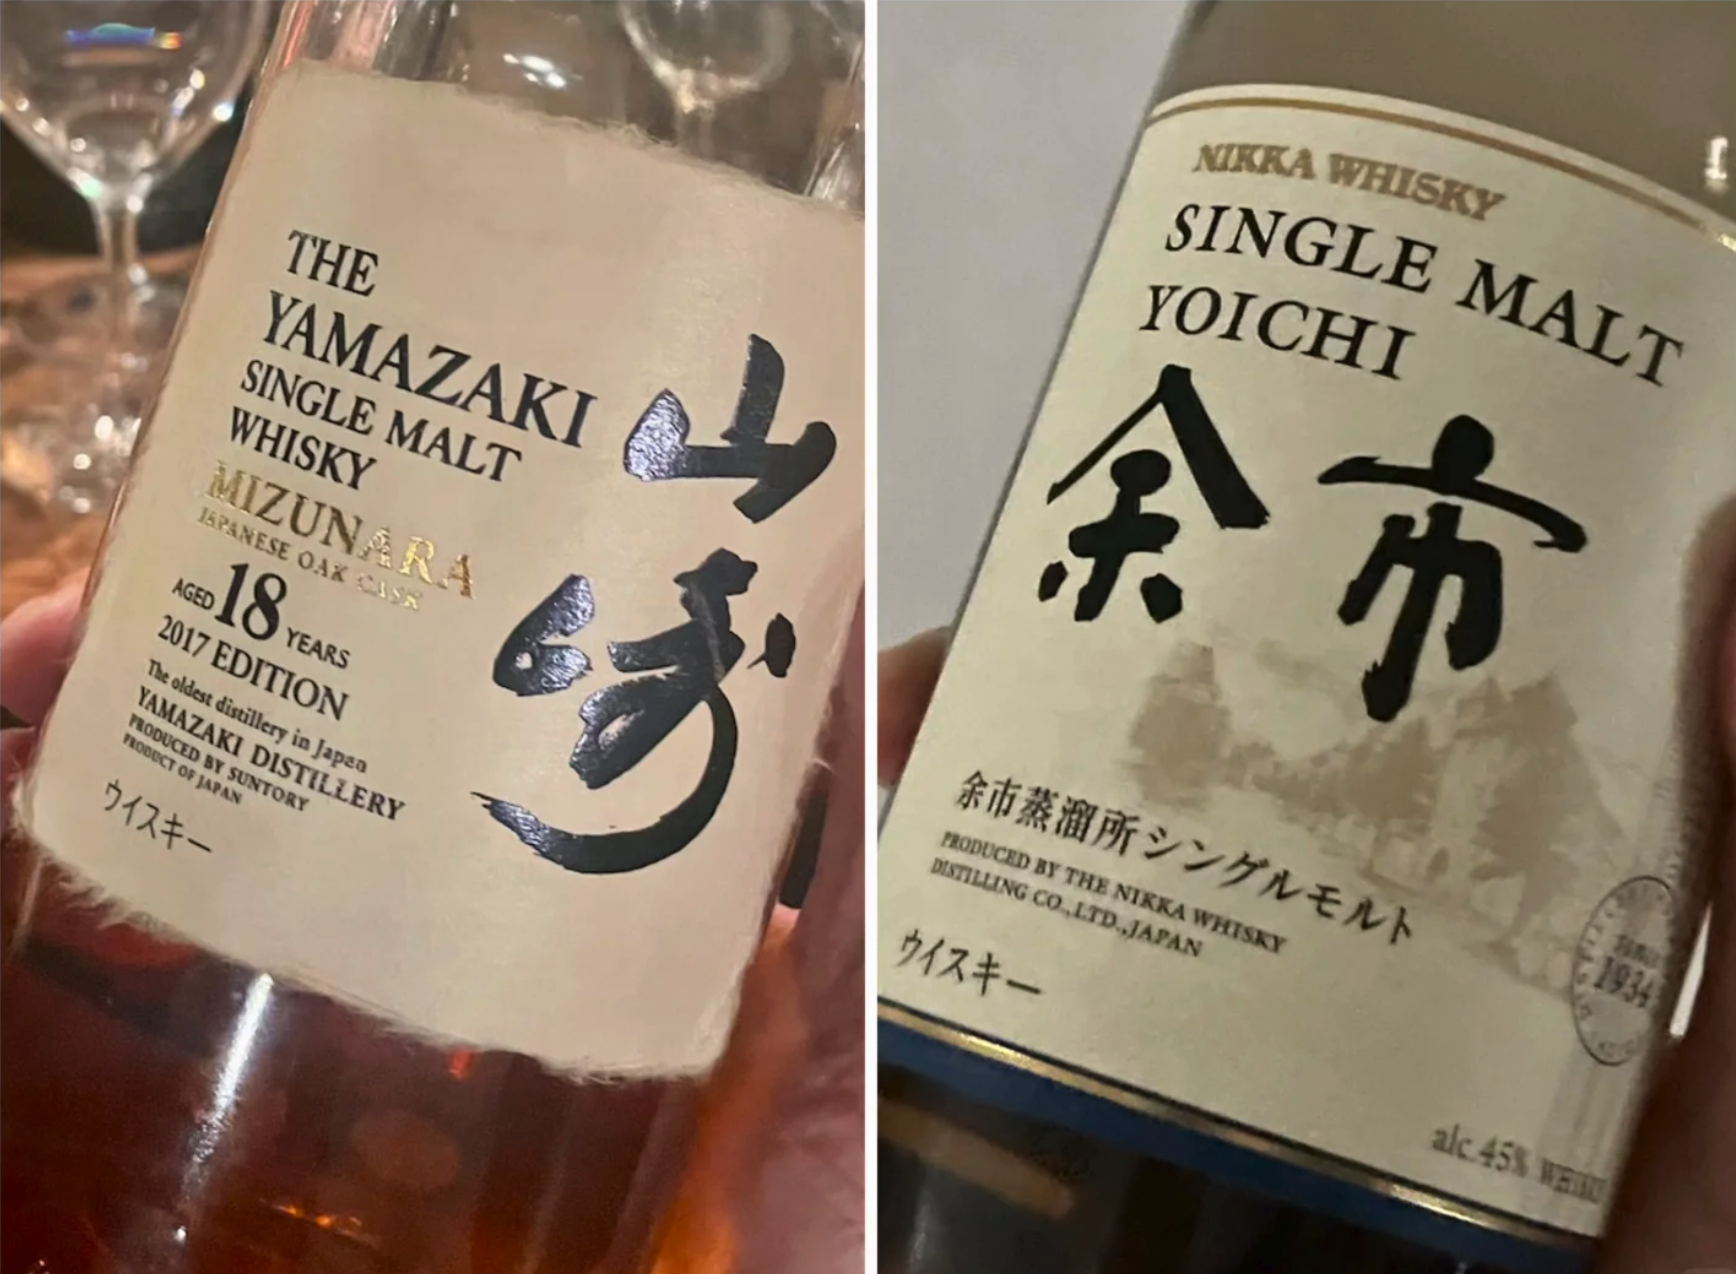 THE
YAMAZAKI
SINGLE MALT
WHISKY
MIZUNARA
JAPANESE OAK CASK
AGED 18 YEARS
2017 EDITION
The oldest distillery in Japan
YAMAZAKI DISTILLERY
PRODUCED BY SUNTORY
PRODUCT OF JAPAN
ウイスキー
山崎
NIKKA WHISKY
SINGLE MALT
YOICHI
余市
余市蒸溜所シングルモルト
PRODUCED BY THE NIKKA WHISKY
DISTILLING CO.,LTD.,JAPAN
ウイスキー
1934
alc.45% WHISKY